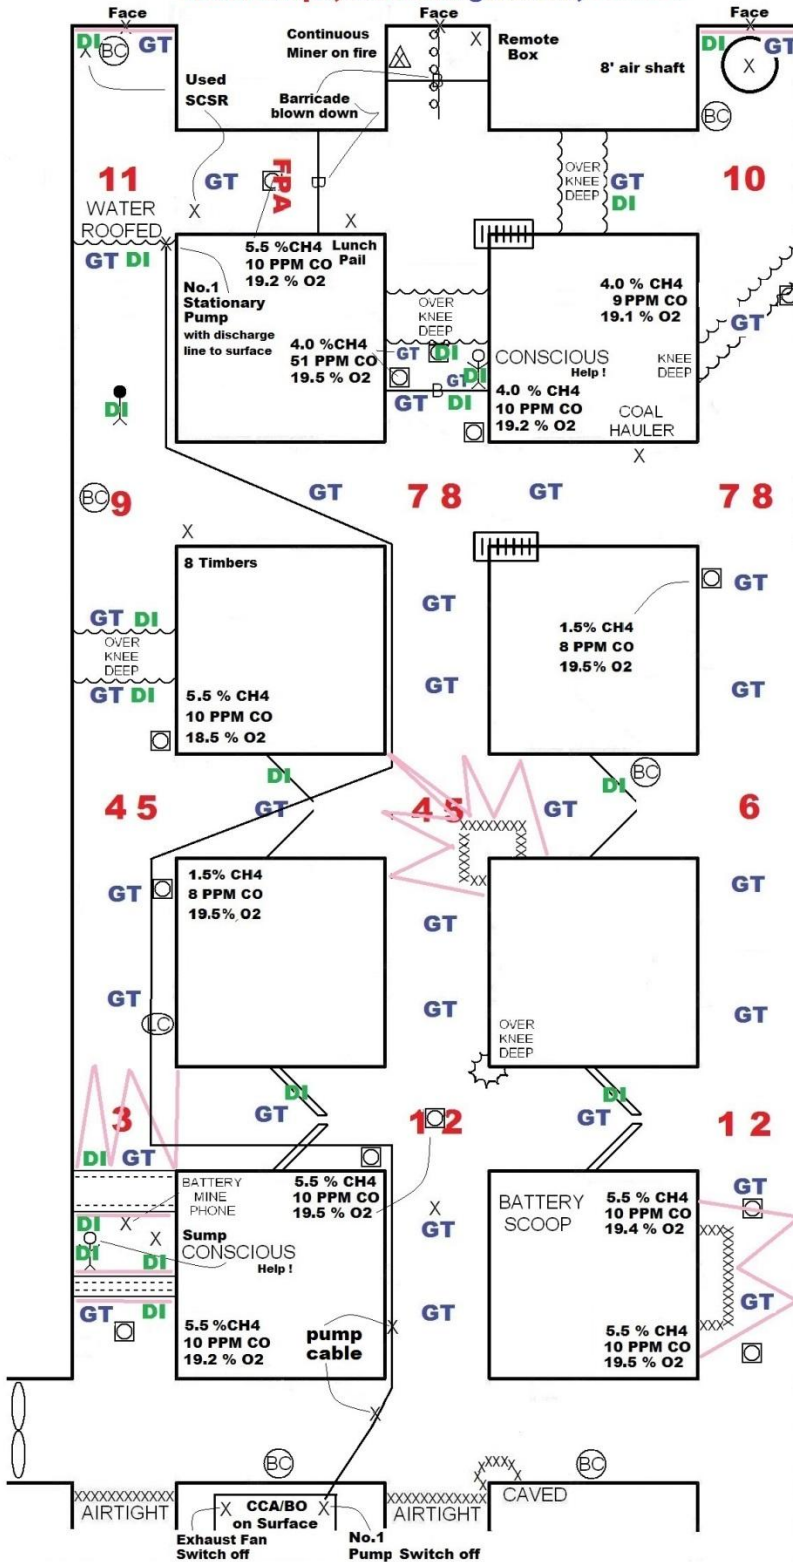 Face
Face
Face
DI
BC
GT
Continuous
Miner on fire
X
Remote
Box
DI
GT
8' air shaft
X
Used
SCSR
Barricade
blown down
BC
11
GT
FPA
OVER
KNEE
DEEP
GT
DI
10
WATER
ROOFED
X
X
GT DI
5.5 %CH4
10 PPM CO
19.2 % O2
Lunch
Pail
No.1
Stationary
Pump
with discharge
line to surface
OVER
KNEE
DEEP
4.0 % CH4
9 PPM CO
19.1 % O2
GT
4.0 %CH4
51 PPM CO
19.5 % O2
GT
DI
GT
B
GT
DI
DI
CONSCIOUS
Help !
4.0 % CH4
10 PPM CO
19.2 % O2
KNEE
DEEP
COAL
HAULER
X
DI
BC
9
GT
7 8
GT
7 8
X
8 Timbers
GT
GT
GT DI
OVER
KNEE
DEEP
GT DI
1.5% CH4
8 PPM CO
19.5% O2
GT
GT
5.5 % CH4
10 PPM CO
18.5 % O2
DI
DI
BC
4 5
GT
4 5
GT
6
XXXXXXXX
1.5% CH4
8 PPM CO
19.5% O2
GT
GT
GT
GT
LC
GT
OVER
KNEE
DEEP
GT
DI
DI
3
GT
1 2
GT
1 2
DI GT
BATTERY
MINE
PHONE
5.5 % CH4
10 PPM CO
19.5 % O2
X
GT
BATTERY
SCOOP
5.5 % CH4
10 PPM CO
19.4 % O2
GT
DI
X
X
DI
DI
Sump
CONSCIOUS
Help !
GT
DI
5.5 %CH4
10 PPM CO
19.2 % O2
pump
cable
X
GT
5.5 % CH4
10 PPM CO
19.5 % O2
GT
X
BC
BC
AIRTIGHT
X
CCA/BO
on Surface
X
AIRTIGHT
CAVED
Exhaust Fan
Switch off
No.1
Pump Switch off